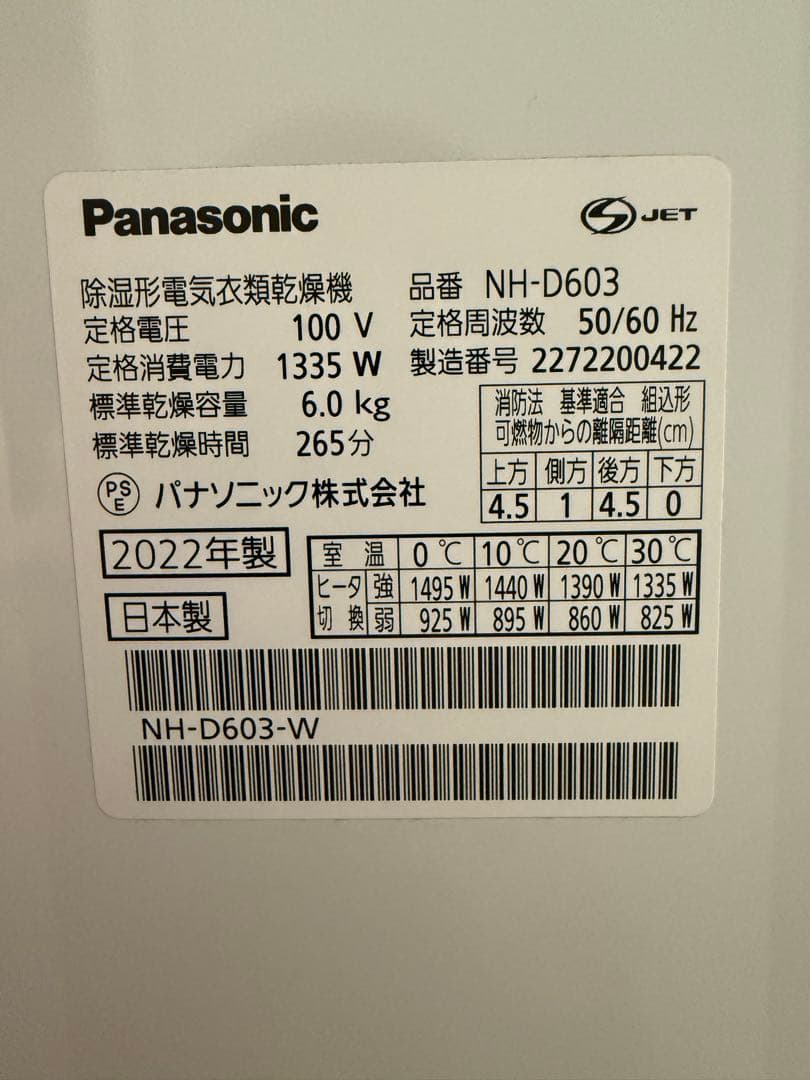 Panasonic
JET
除湿形電気衣類乾燥機 品番 NH-D603
定格電圧 100 V 定格周波数 50/60 Hz
定格消費電力 1335 W 製造番号 2272200422
標準乾燥容量 6.0 kg
標準乾燥時間 265分
消防法 基準適合 組込形
可燃物からの離隔距離(cm)
上方 側方 後方 下方
4.5 1 4.5 0
PS
E
パナソニック株式会社
2022年製
日本製
室 温 0℃ 10℃ 20℃ 30℃
ヒータ 強 1495 W 1440 W 1390 W 1335 W
切 換 弱 925 W 895 W 860 W 825 W
NH-D603-W